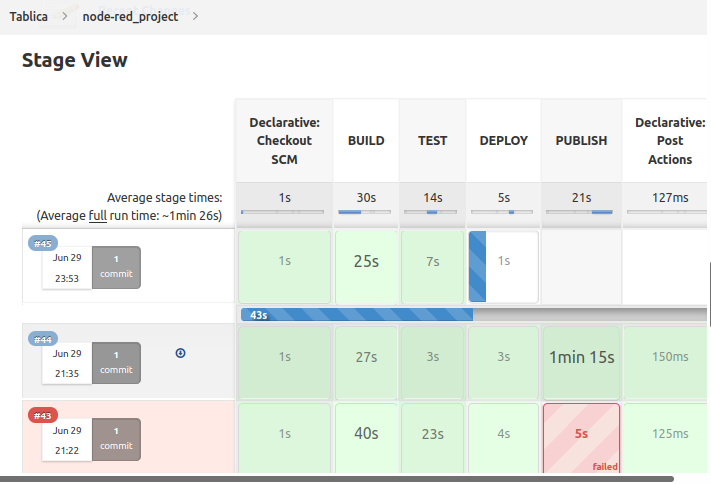 Tablica
node-red_project
Stage View
Declarative:
Checkout
SCM
BUILD
TEST
DEPLOY
PUBLISH
Declarative:
Post
Actions
Average stage times:
(Average full run time: ~1min 26s)
1s
30s
14s
5s
21s
127ms
#45
Jun 29
23:53
1
commit
1s
25s
7s
1s
43s
#44
Jun 29
21:35
1
commit
1s
27s
3s
3s
1min 15s
150ms
#43
Jun 29
21:22
1
commit
1s
40s
23s
4s
5s
failed
125ms